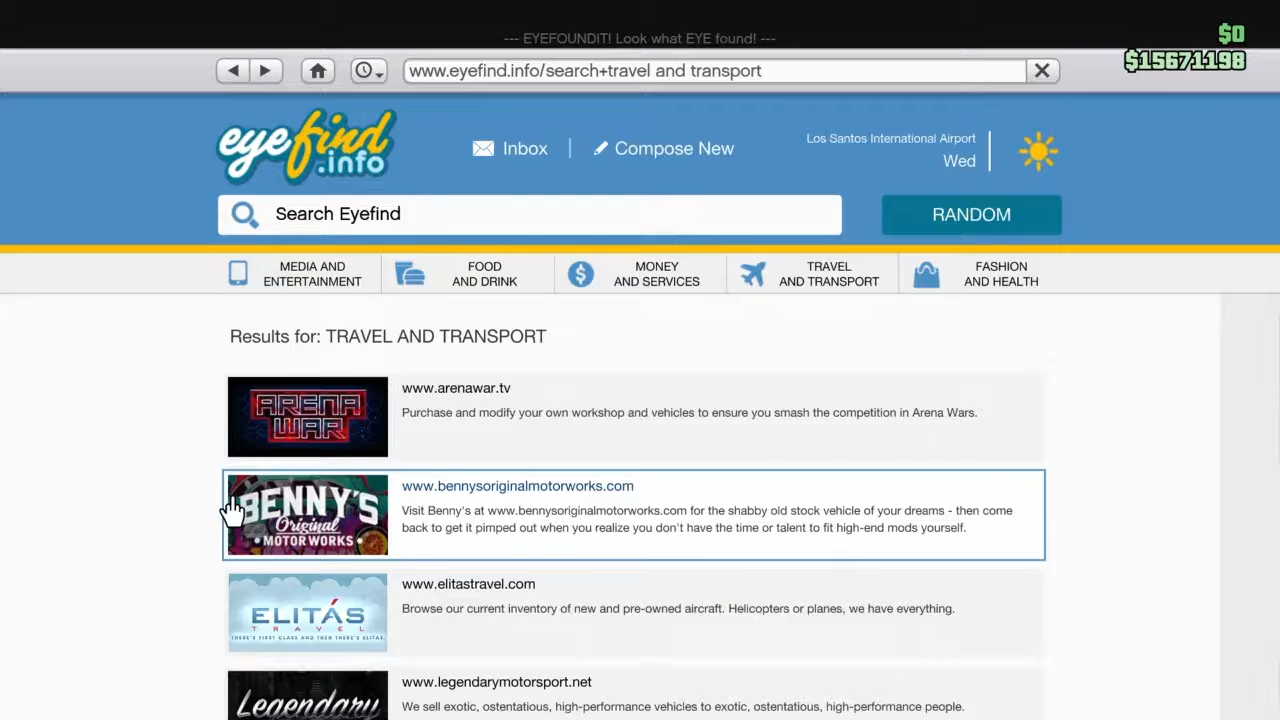 --- EYEFOUNDIT! Look what EYE found! ---
$0
$15671198
www.eyefind.info/search+travel and transport
eyefind.info
Inbox
Compose New
Los Santos International Airport
Wed
Search Eyefind
RANDOM
MEDIA AND
ENTERTAINMENT
FOOD
AND DRINK
MONEY
AND SERVICES
TRAVEL
AND TRANSPORT
FASHION
AND HEALTH
Results for: TRAVEL AND TRANSPORT
ARENA
WAR
www.arenawar.tv
Purchase and modify your own workshop and vehicles to ensure you smash the competition in Arena Wars.
BENNY'S
Original
MOTOR WORKS
www.bennysoriginalmotorworks.com
Visit Benny's at www.bennysoriginalmotorworks.com for the shabby old stock vehicle of your dreams - then come
back to get it pimped out when you realize you don't have the time or talent to fit high-end mods yourself.
ELITÁS
TRAVEL
THERE'S FIRST CLASS AND THEN THERE'S ELITAS
www.elitastravel.com
Browse our current inventory of new and pre-owned aircraft. Helicopters or planes, we have everything.
Legendary
www.legendarymotorsport.net
We sell exotic, ostentatious, high-performance vehicles to exotic, ostentatious, high-performance people.